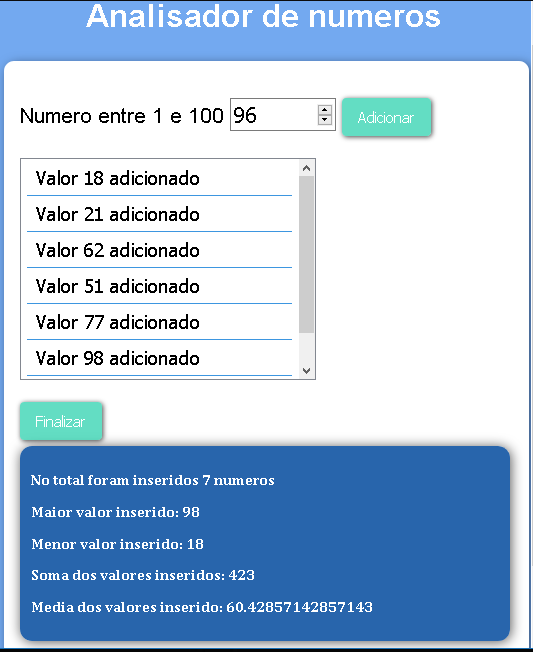 Analisador de numeros
Numero entre 1 e 100 96 Adicionar
Valor 18 adicionado
Valor 21 adicionado
Valor 62 adicionado
Valor 51 adicionado
Valor 77 adicionado
Valor 98 adicionado
Finalizar
No total foram inseridos 7 numeros
Maior valor inserido: 98
Menor valor inserido: 18
Soma dos valores inseridos: 423
Media dos valores inserido: 60.42857142857143